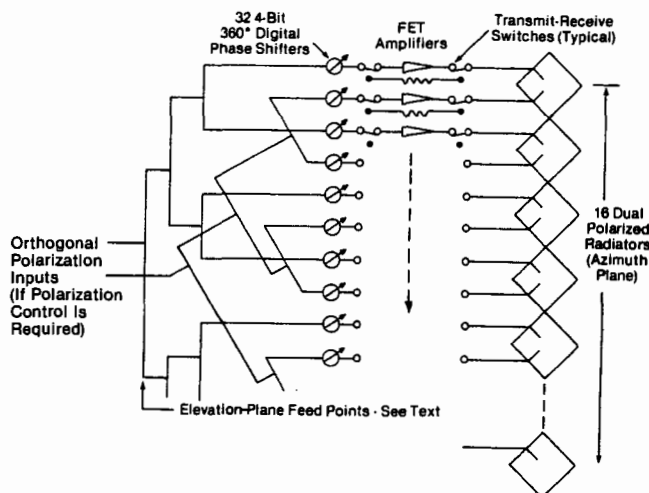 32 4-Bit
360° Digital
Phase Shifters
FET
Amplifiers
Transmit-Receive
Switches (Typical)
Orthogonal
Polarization
Inputs
(If Polarization
Control Is
Required)
16 Dual
Polarized
Radiators
(Azimuth
Plane)
Elevation-Plane Feed Points - See Text